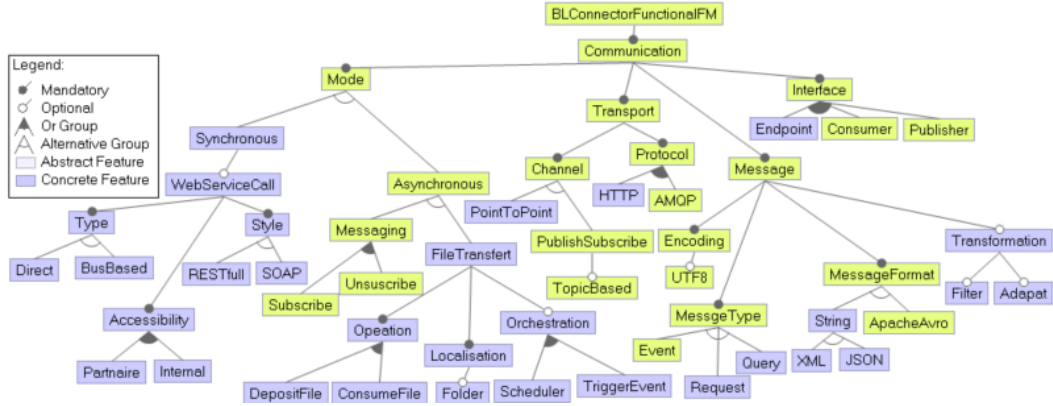 BLConnectorFunctionalFM
Communication
Mode
Interface
Legend:
Mandatory
Optional
Or Group
Alternative Group
Abstract Feature
Concrete Feature
Transport
Endpoint
Consumer
Publisher
Synchronous
Channel
Protocol
Message
WebServiceCall
Asynchronous
HTTP
AMQP
PointToPoint
Type
Style
Messaging
PublishSubscribe
Encoding
Transformation
Direct
BusBased
RESTfull
SOAP
FileTransfert
UTF8
MessageFormat
Subscribe
Unsuscribe
TopicBased
Filter
Adapat
Accessibility
Opeation
Localisation
Orchestration
MessgeType
String
ApacheAvro
Partnaire
Internal
Event
Query
XML
JSON
DepositFile
ConsumeFile
Folder
Scheduler
TriggerEvent
Request